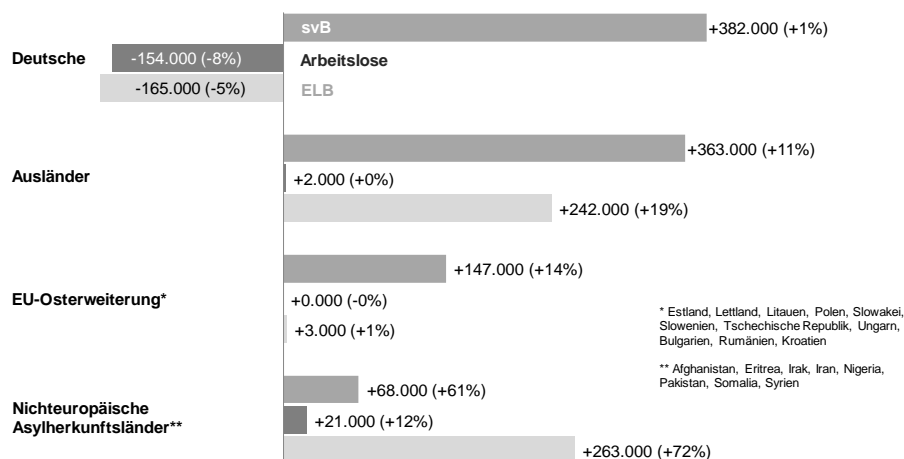 svB
+382.000 (+1%)
Deutsche
-154.000 (-8%)
Arbeitslose
-165.000 (-5%)
ELB
+363.000 (+11%)
Ausländer
+2.000 (+0%)
+242.000 (+19%)
+147.000 (+14%)
EU-Osterweiterung*
+0.000 (-0%)
+3.000 (+1%)
* Estland, Lettland, Litauen, Polen, Slowakei,
Slowenien, Tschechische Republik, Ungarn,
Bulgarien, Rumänien, Kroatien
** Afghanistan, Eritrea, Irak, Iran, Nigeria,
Pakistan, Somalia, Syrien
+68.000 (+61%)
Nichteuropäische
Asylherkunftsländer**
+21.000 (+12%)
+263.000 (+72%)